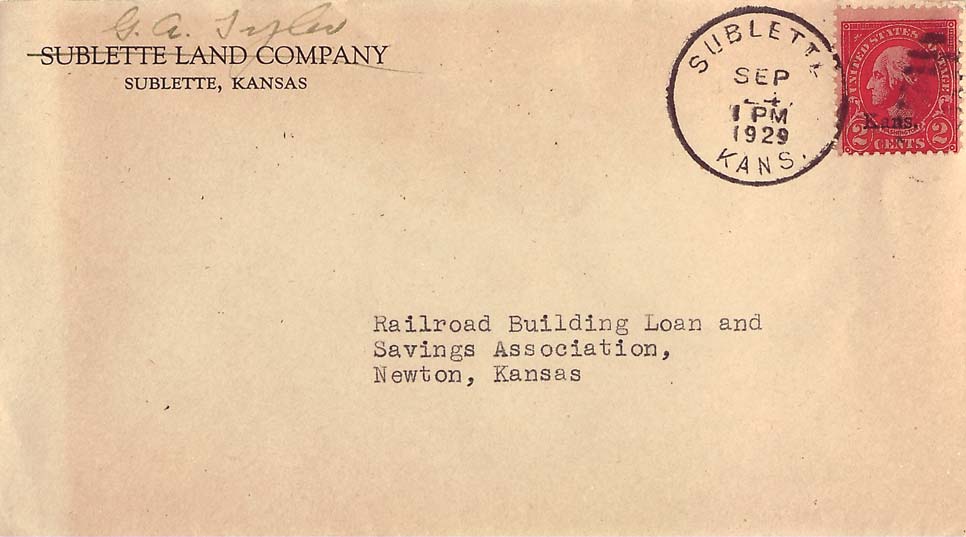 G. A.
SUBLETTE LAND COMPANY
SUBLETTE, KANSAS
SUBLETTE
SEP
4
1 PM
1929
KANS.
UNITED STATES POSTAGE
Kans.
2 CENTS 2
Railroad Building Loan and
Savings Association,
Newton, Kansas